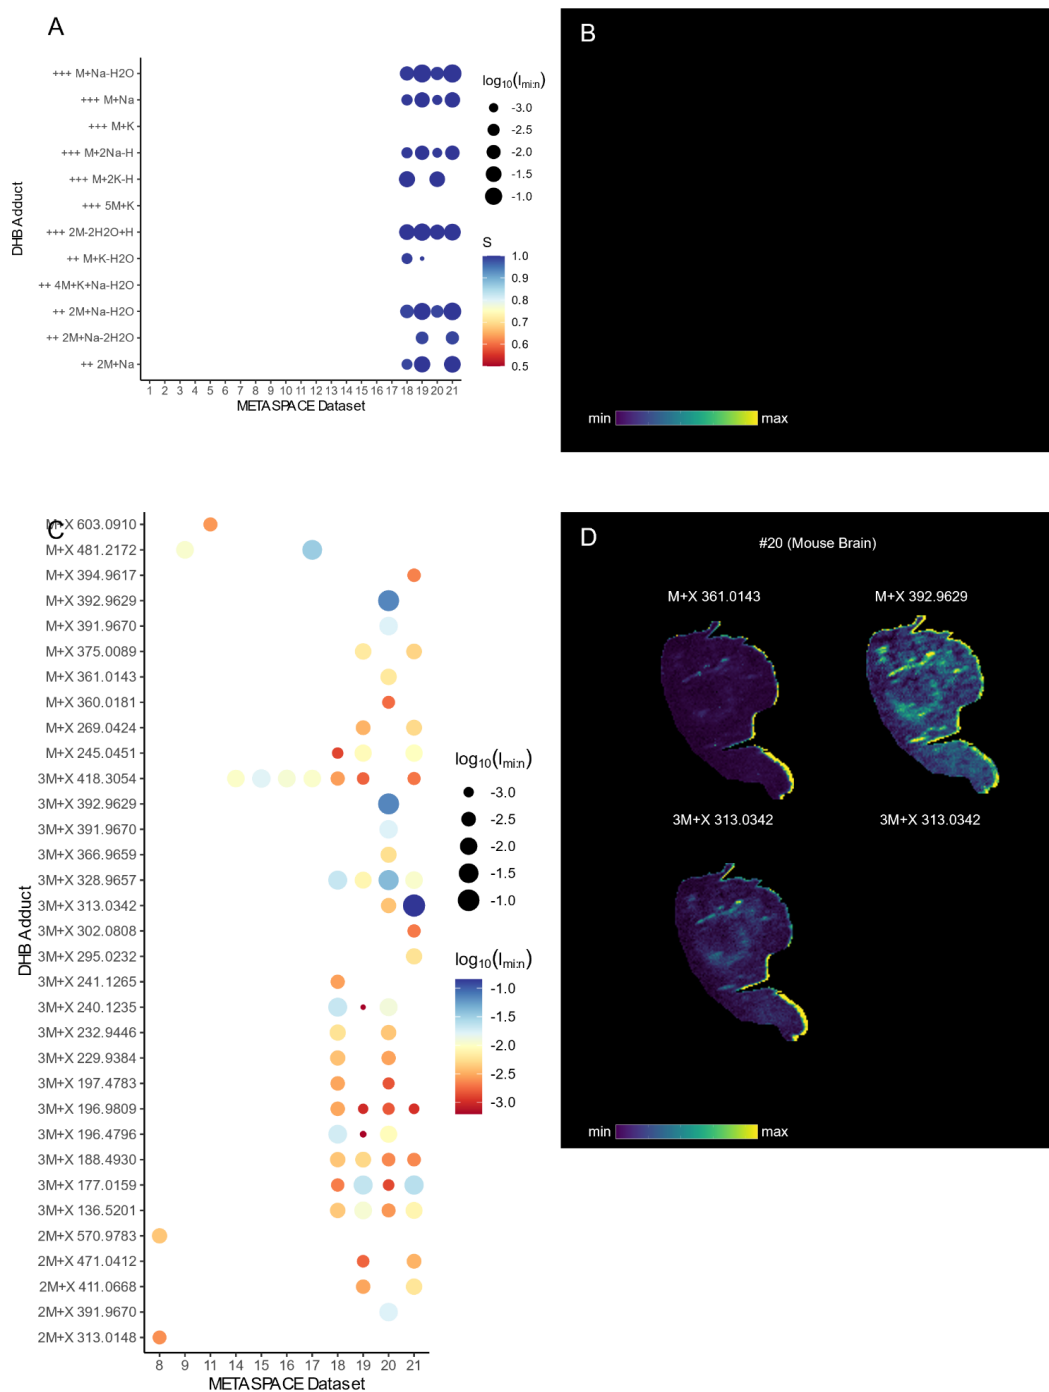 A
+++ M+Na-H2O
+++ M+Na
+++ M+K
+++ M+2Na-H
+++ M+2K-H
+++ 5M+K
+++ 2M-2H2O+H
++ M+K-H2O
++ 4M+K+Na-H2O
++ 2M+Na-H2O
++ 2M+Na-2H2O
++ 2M+Na
DHB Adduct
1 2 3 4 5 6 7 8 9 10 11 12 13 14 15 16 17 18 19 20 21
METASPACE Dataset
log10(Imi:n)
-3.0
-2.5
-2.0
-1.5
-1.0
S
1.0
0.9
0.8
0.7
0.6
0.5
B
min max
C
M+X 603.0910
M+X 481.2172
M+X 394.9617
M+X 392.9629
M+X 391.9670
M+X 375.0089
M+X 361.0143
M+X 360.0181
M+X 269.0424
M+X 245.0451
3M+X 418.3054
3M+X 392.9629
3M+X 391.9670
3M+X 366.9659
3M+X 328.9657
3M+X 313.0342
3M+X 302.0808
3M+X 295.0232
3M+X 241.1265
3M+X 240.1235
3M+X 232.9446
3M+X 229.9384
3M+X 197.4783
3M+X 196.9809
3M+X 196.4796
3M+X 188.4930
3M+X 177.0159
3M+X 136.5201
2M+X 570.9783
2M+X 471.0412
2M+X 411.0668
2M+X 391.9670
2M+X 313.0148
DHB Adduct
8 9 11 14 15 16 17 18 19 20 21
METASPACE Dataset
log10(Imi:n)
-3.0
-2.5
-2.0
-1.5
-1.0
log10(Imi:n)
-1.0
-1.5
-2.0
-2.5
-3.0
D
#20 (Mouse Brain)
M+X 361.0143 M+X 392.9629
3M+X 313.0342 3M+X 313.0342
min max